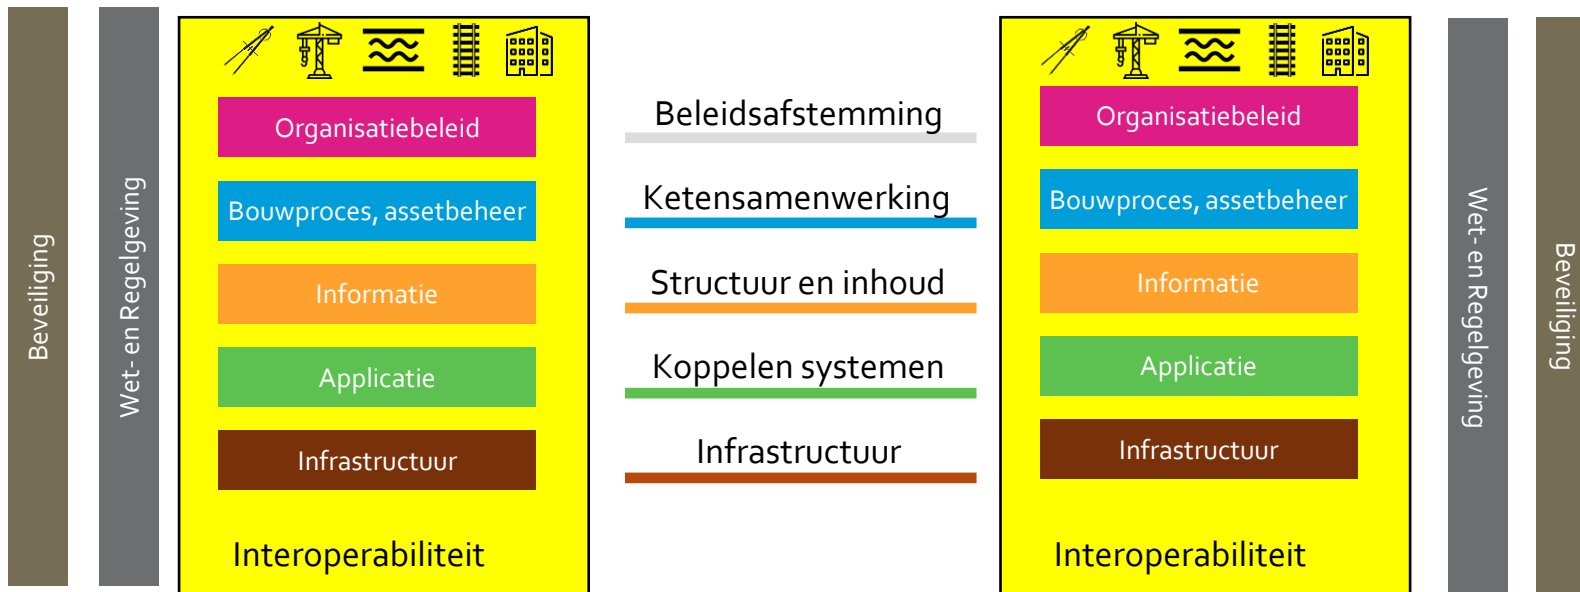 Beveiliging
Wet- en Regelgeving
Organisatiebeleid
Bouwproces, assetbeheer
Informatie
Applicatie
Infrastructuur
Interoperabiliteit
Beleidsafstemming
Ketensamenwerking
Structuur en inhoud
Koppelen systemen
Infrastructuur
Organisatiebeleid
Bouwproces, assetbeheer
Informatie
Applicatie
Infrastructuur
Interoperabiliteit
Wet- en Regelgeving
Beveiliging